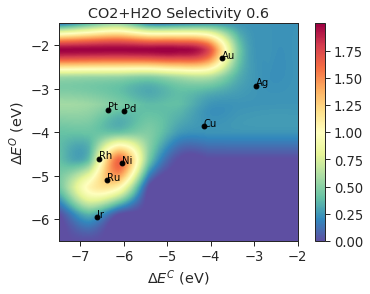 CO2+H2O Selectivity 0.6
ΔE^O (eV)
−2
−3
−4
−5
−6
Au
Ag
Pt
Pd
Cu
Rh
Ni
Ru
Ir
−7
−6
−5
−4
−3
−2
ΔE^C (eV)
1.75
1.50
1.25
1.00
0.75
0.50
0.25
0.00